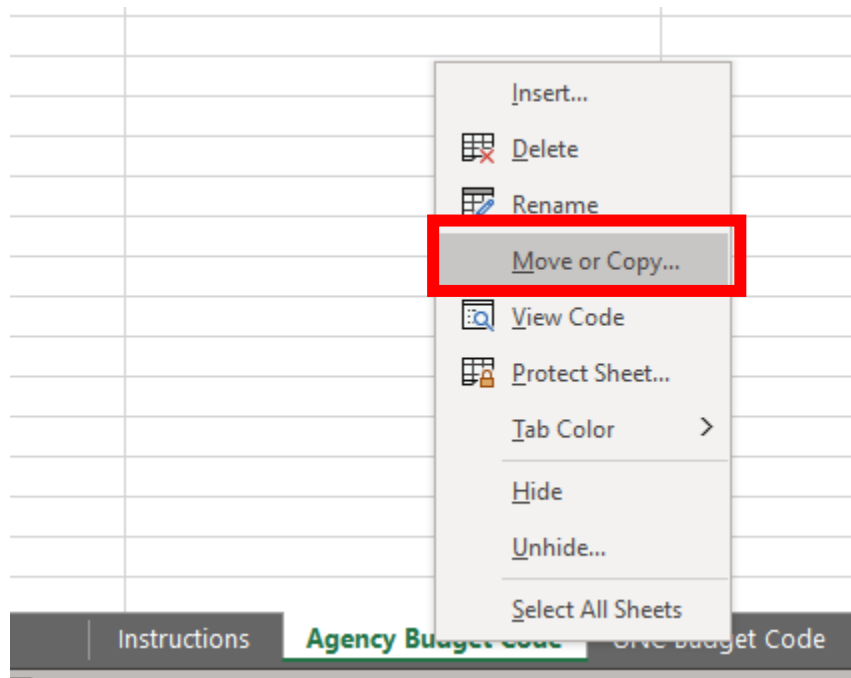 Insert...
Delete
Rename
Move or Copy...
View Code
Protect Sheet...
Tab Color
Hide
Unhide...
Select All Sheets
Instructions Agency Budget Code UNC Budget Code